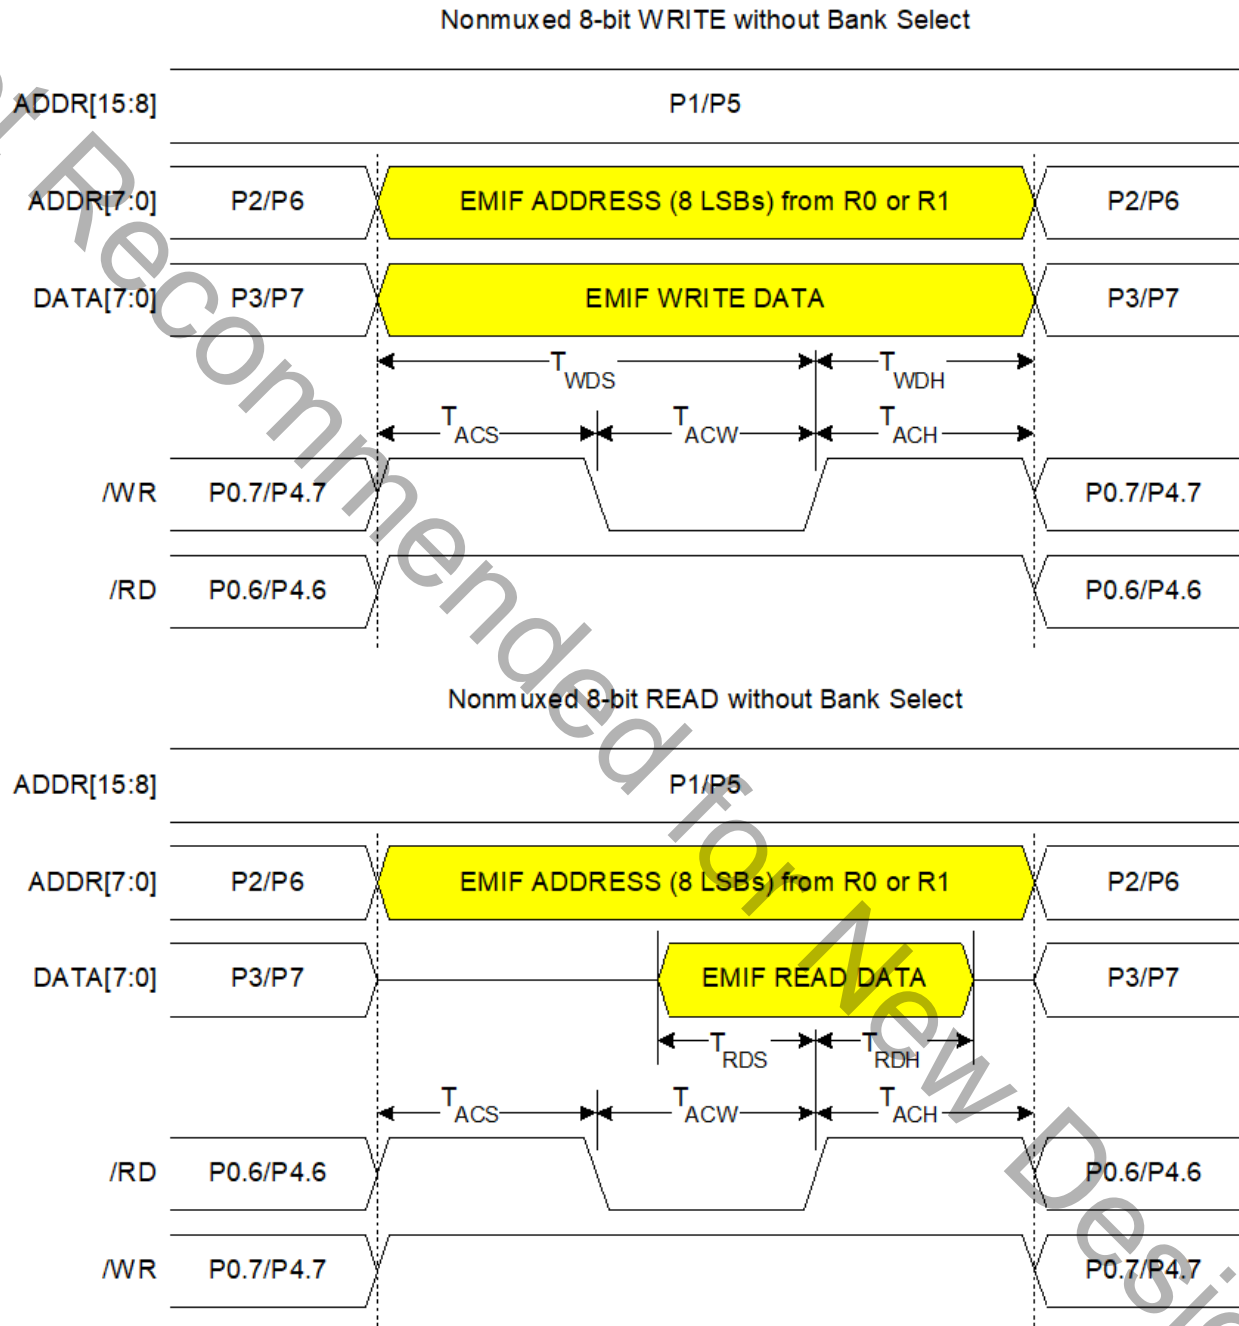 Nonmuxed 8-bit WRITE without Bank Select
ADDR[15:8] P1/P5
ADDR[7:0] P2/P6 EMIF ADDRESS (8 LSBs) from R0 or R1 P2/P6
DATA[7:0] P3/P7 EMIF WRITE DATA P3/P7
TWDS TWDH
TACS TACW TACH
/WR P0.7/P4.7 P0.7/P4.7
/RD P0.6/P4.6 P0.6/P4.6
Nonmuxed 8-bit READ without Bank Select
ADDR[15:8] P1/P5
ADDR[7:0] P2/P6 EMIF ADDRESS (8 LSBs) from R0 or R1 P2/P6
DATA[7:0] P3/P7 EMIF READ DATA P3/P7
TRDS TRDH
TACS TACW TACH
/RD P0.6/P4.6 P0.6/P4.6
/WR P0.7/P4.7 P0.7/P4.7
Recommended for New